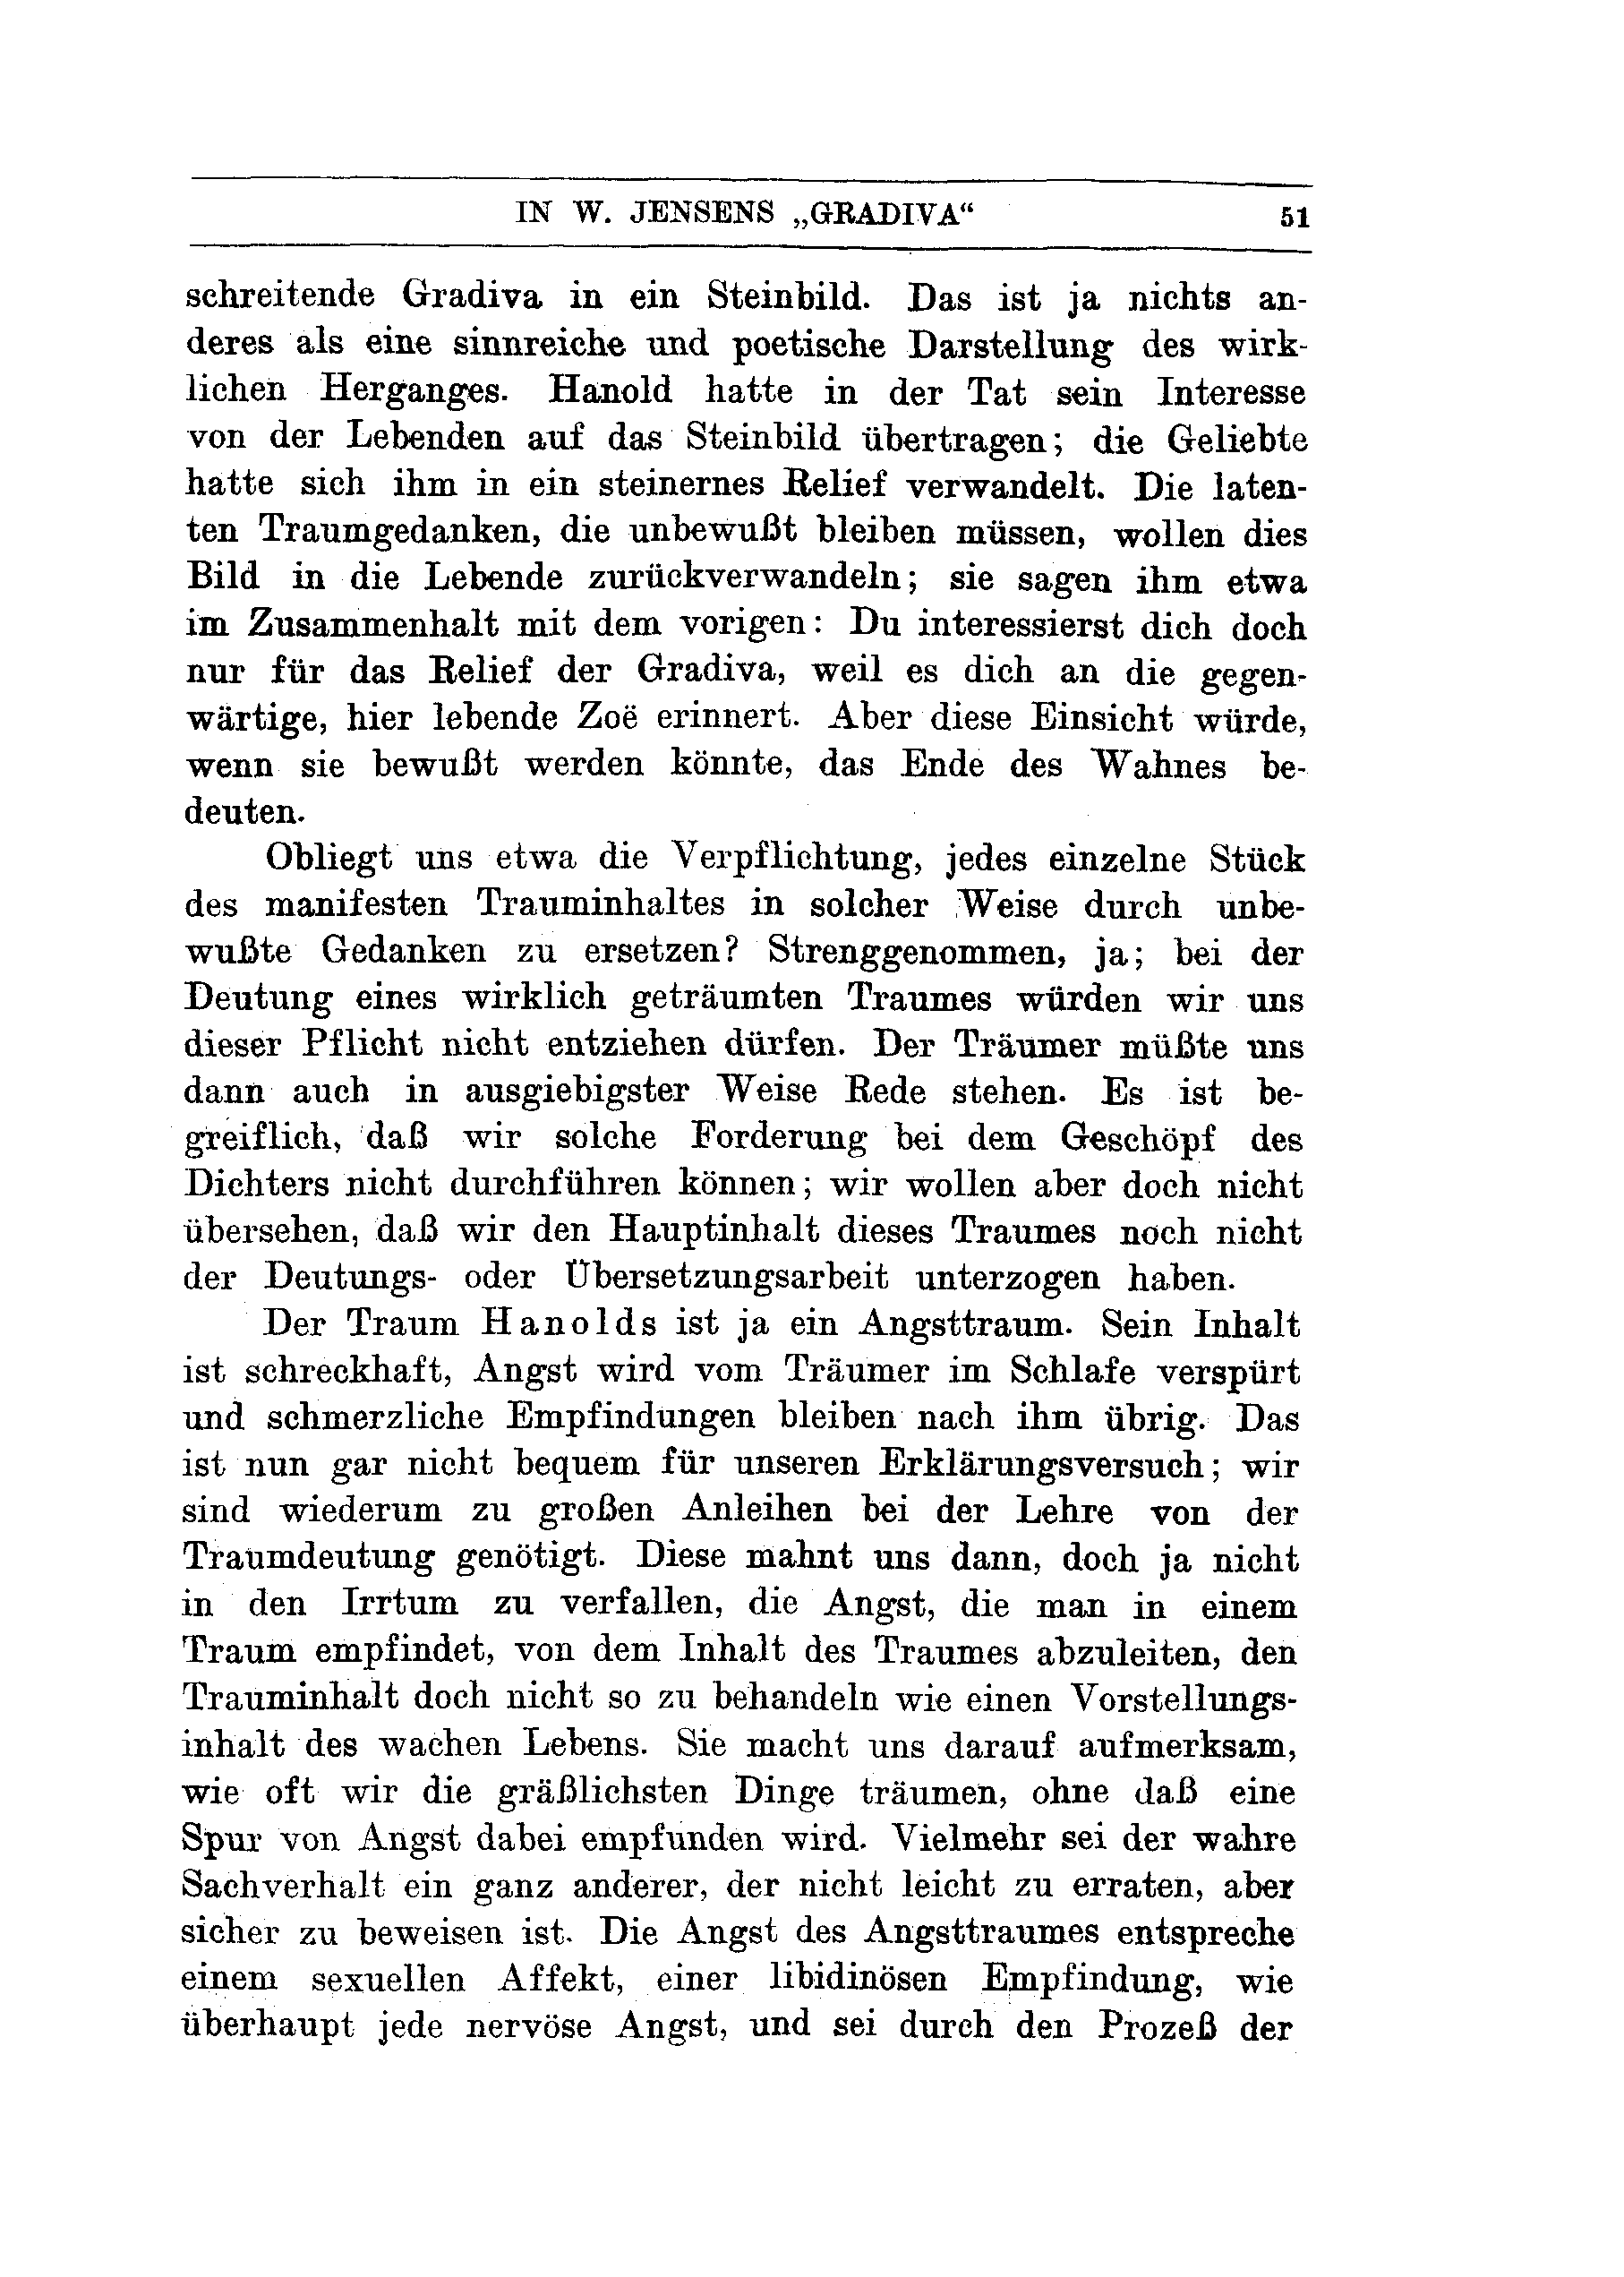 IN W. JENSENS „GRADIVA“ 51
schreitende Gradiva in ein Steinbild. Das ist ja nichts an-
deres als eine sinnreiche und poetische Darstellung des wirk-
lichen Herganges. Hanold hatte in der Tat sein Interesse
von der Lebenden auf das Steinbild übertragen; die Geliebte
hatte sich ihm in ein steinernes Relief verwandelt. Die laten-
ten Traumgedanken, die unbewußt bleiben müssen, wollen dies
Bild in die Lebende zurückverwandeln; sie sagen ihm etwa
im Zusammenhalt mit dem vorigen: Du interessierst dich doch
nur für das Relief der Gradiva, weil es dich an die gegen-
wärtige, hier lebende Zoë erinnert. Aber diese Einsicht würde,
wenn sie bewußt werden könnte, das Ende des Wahnes be-
deuten.
Obliegt uns etwa die Verpflichtung, jedes einzelne Stück
des manifesten Trauminhaltes in solcher Weise durch unbe-
wußte Gedanken zu ersetzen? Strenggenommen, ja; bei der
Deutung eines wirklich geträumten Traumes würden wir uns
dieser Pflicht nicht entziehen dürfen. Der Träumer müßte uns
dann auch in ausgiebigster Weise Rede stehen. Es ist be-
greiflich, daß wir solche Forderung bei dem Geschöpf des
Dichters nicht durchführen können; wir wollen aber doch nicht
übersehen, daß wir den Hauptinhalt dieses Traumes noch nicht
der Deutungs- oder Übersetzungsarbeit unterzogen haben.
Der Traum Hanolds ist ja ein Angsttraum. Sein Inhalt
ist schreckhaft, Angst wird vom Träumer im Schlafe verspürt
und schmerzliche Empfindungen bleiben nach ihm übrig. Das
ist nun gar nicht bequem für unseren Erklärungsversuch; wir
sind wiederum zu großen Anleihen bei der Lehre von der
Traumdeutung genötigt. Diese mahnt uns dann, doch ja nicht
in den Irrtum zu verfallen, die Angst, die man in einem
Traum empfindet, von dem Inhalt des Traumes abzuleiten, den
Trauminhalt doch nicht so zu behandeln wie einen Vorstellungs-
inhalt des wachen Lebens. Sie macht uns darauf aufmerksam,
wie oft wir die gräßlichsten Dinge träumen, ohne daß eine
Spur von Angst dabei empfunden wird. Vielmehr sei der wahre
Sachverhalt ein ganz anderer, der nicht leicht zu erraten, aber
sicher zu beweisen ist. Die Angst des Angsttraumes entspreche
einem sexuellen Affekt, einer libidinösen Empfindung, wie
überhaupt jede nervöse Angst, und sei durch den Prozeß der